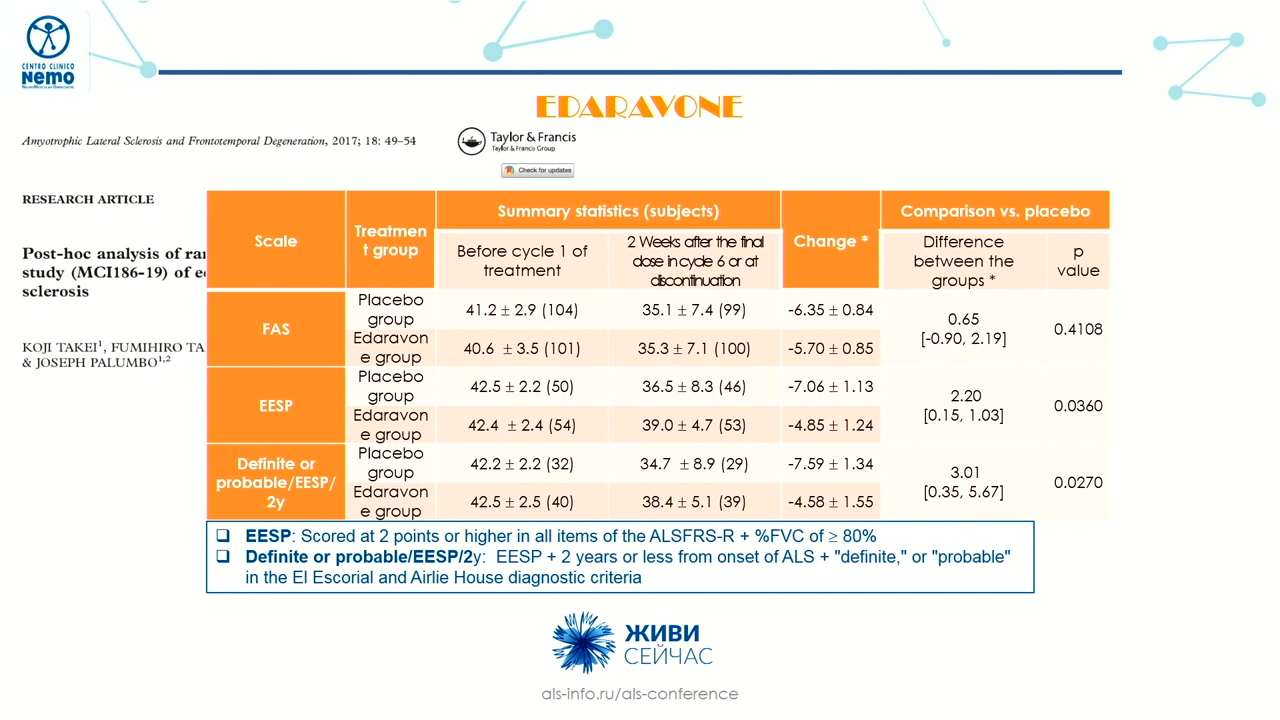 CENTRO CLINICO
NeMO
NEUROMUSCULAR OMNICENTRE
EDARAVONE
Amyotrophic Lateral Sclerosis and Frontotemporal Degeneration, 2017; 18: 49–54
Taylor & Francis
Taylor & Francis Group
Check for updates
RESEARCH ARTICLE
Post-hoc analysis of ra
study (MCI186-19) of e
sclerosis
KOJI TAKEI¹, FUMIHIRO TA
& JOSEPH PALUMBO¹,²
Scale
Treatmen
t group
Summary statistics (subjects)
Change *
Comparison vs. placebo
Before cycle 1 of
treatment
2 Weeks after the final
dose in cycle 6 or at
discontinuation
Difference
between the
groups *
p
value
FAS
Placebo
group
41.2 ± 2.9 (104)
35.1 ± 7.4 (99)
-6.35 ± 0.84
0.65
[-0.90, 2.19]
0.4108
Edaravon
e group
40.6 ± 3.5 (101)
35.3 ± 7.1 (100)
-5.70 ± 0.85
EESP
Placebo
group
42.5 ± 2.2 (50)
36.5 ± 8.3 (46)
-7.06 ± 1.13
2.20
[0.15, 1.03]
0.0360
Edaravon
e group
42.4 ± 2.4 (54)
39.0 ± 4.7 (53)
-4.85 ± 1.24
Definite or
probable/EESP/
2y
Placebo
group
42.2 ± 2.2 (32)
34.7 ± 8.9 (29)
-7.59 ± 1.34
3.01
[0.35, 5.67]
0.0270
Edaravon
e group
42.5 ± 2.5 (40)
38.4 ± 5.1 (39)
-4.58 ± 1.55
❑ EESP: Scored at 2 points or higher in all items of the ALSFRS-R + %FVC of ≥ 80%
❑ Definite or probable/EESP/2y: EESP + 2 years or less from onset of ALS + "definite," or "probable"
in the El Escorial and Airlie House diagnostic criteria
ЖИВИ
СЕЙЧАС
als-info.ru/als-conference